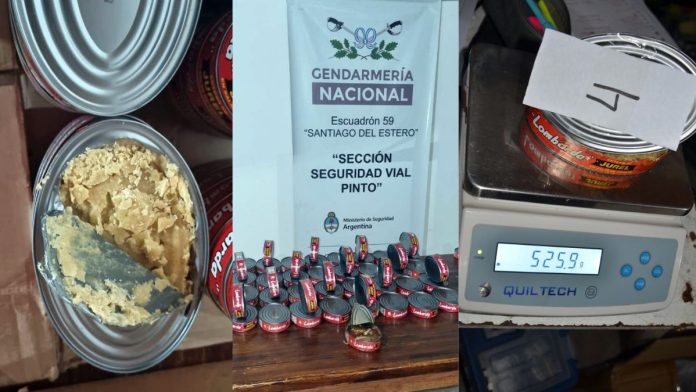 GENDARMERÍA
NACIONAL
Escuadrón 59
"SANTIAGO DEL ESTERO"
"SECCIÓN
SEGURIDAD VIAL
PINTO"
Ministerio de Seguridad
Argentina
4
Lombardo
JUREL
525.9 g
QUILTECH